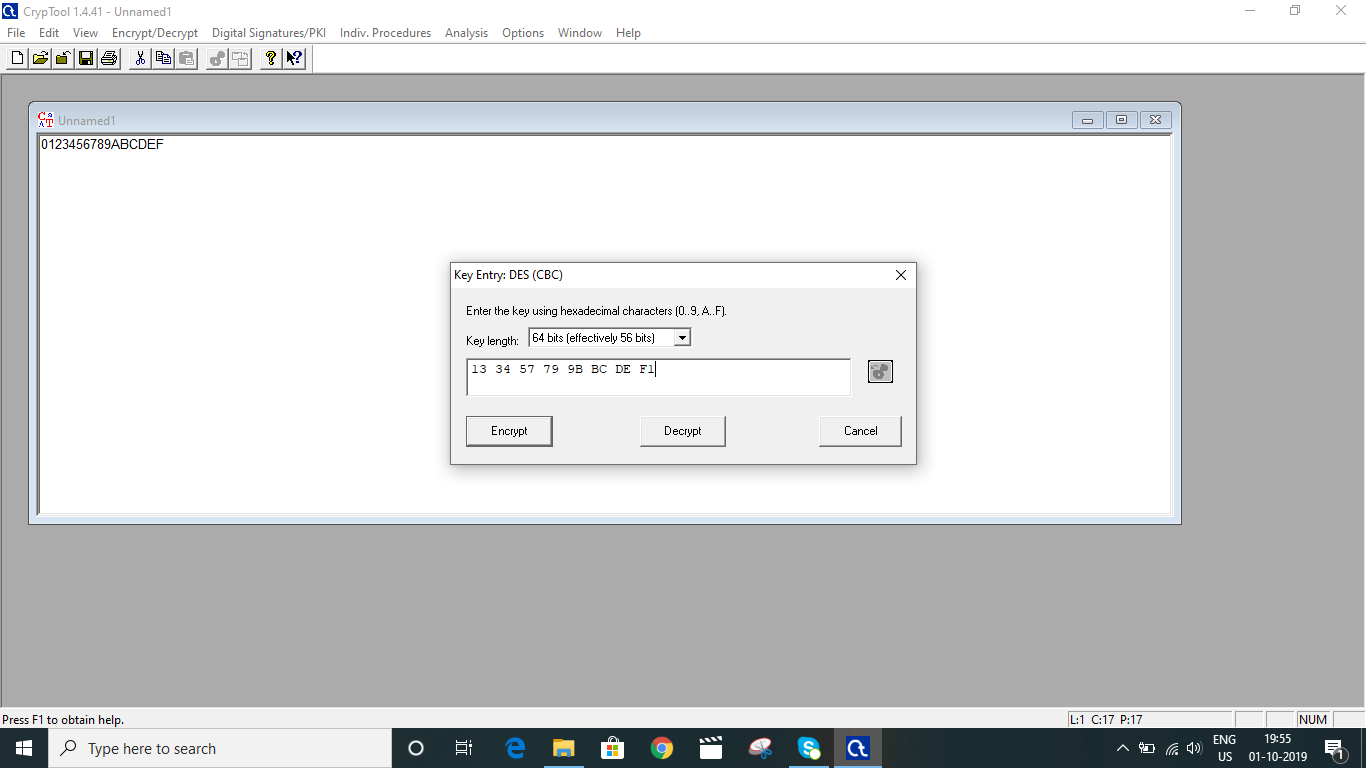 CrypTool 1.4.41 - Unnamed1
File Edit View Encrypt/Decrypt Digital Signatures/PKI Indiv. Procedures Analysis Options Window Help
Unnamed1
0123456789ABCDEF
Key Entry: DES (CBC)
Enter the key using hexadecimal characters (0..9, A..F).
Key length: 64 bits (effectively 56 bits)
13 34 57 79 9B BC DE F1
Encrypt Decrypt Cancel
Press F1 to obtain help.
L:1 C:17 P:17 NUM
Type here to search
ENG 19:55
US 01-10-2019 1